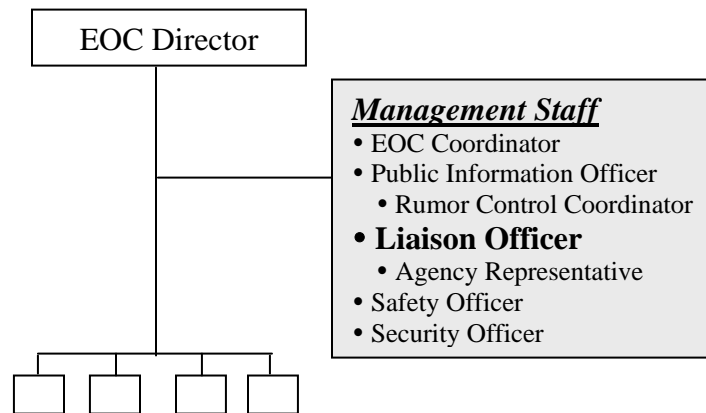 EOC Director
Management Staff
• EOC Coordinator
• Public Information Officer
• Rumor Control Coordinator
• Liaison Officer
• Agency Representative
• Safety Officer
• Security Officer